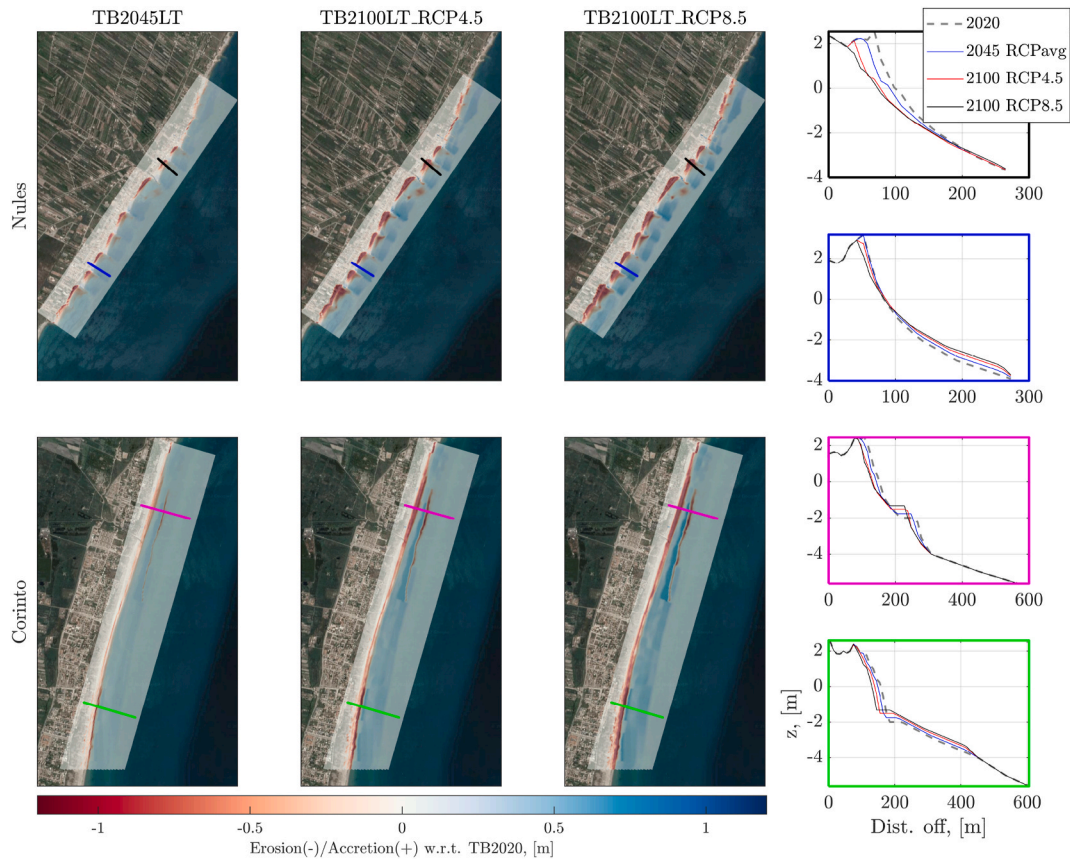 TB2045LT TB2100LT_RCP4.5 TB2100LT_RCP8.5
Nules
2020
2045 RCPavg
2100 RCP4.5
2100 RCP8.5
2
0
-2
-4
0 100 200 300
2
0
-2
-4
0 100 200 300
Corinto
2
0
-2
-4
0 200 400 600
2
0
-2
-4
z, [m]
0 200 400 600
Dist. off, [m]
-1 -0.5 0 0.5 1
Erosion(-)/Accretion(+) w.r.t. TB2020, [m]